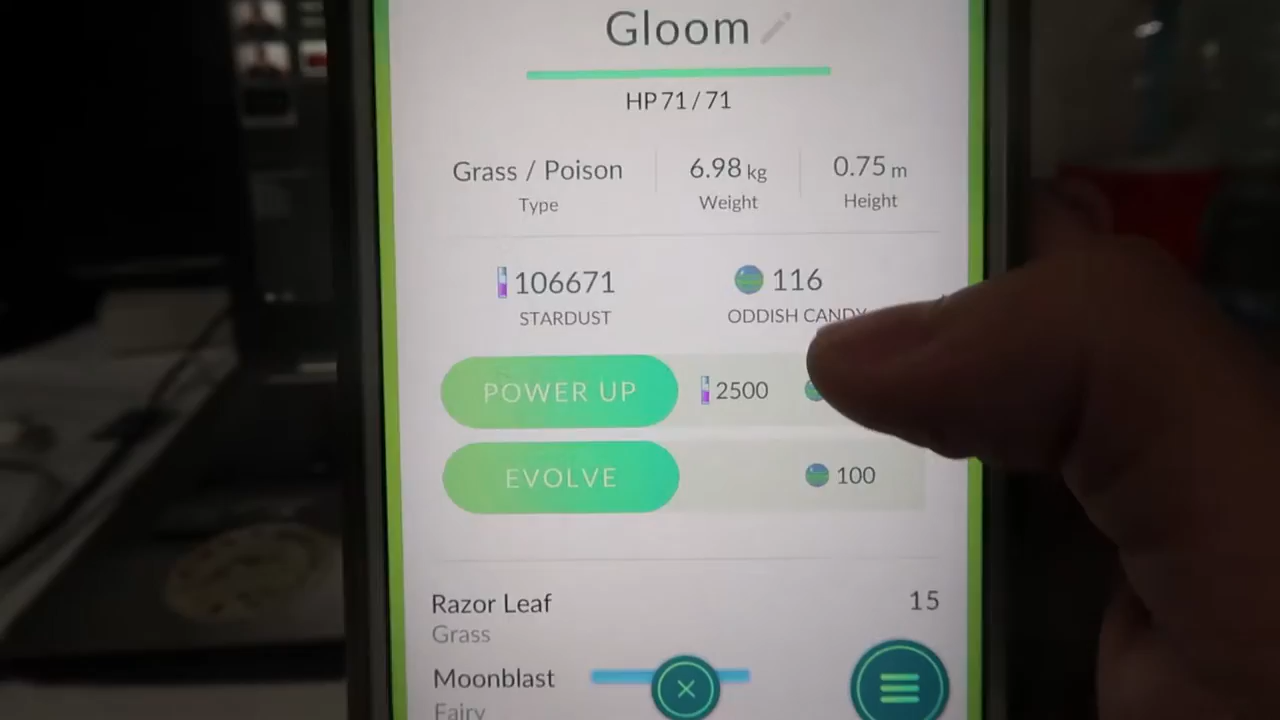 Gloom
HP 71 / 71
Grass / Poison
Type
6.98 kg
Weight
0.75 m
Height
106671
STARDUST
116
ODDISH CANDY
POWER UP
2500
EVOLVE
100
Razor Leaf
15
Grass
Moonblast
Fairy